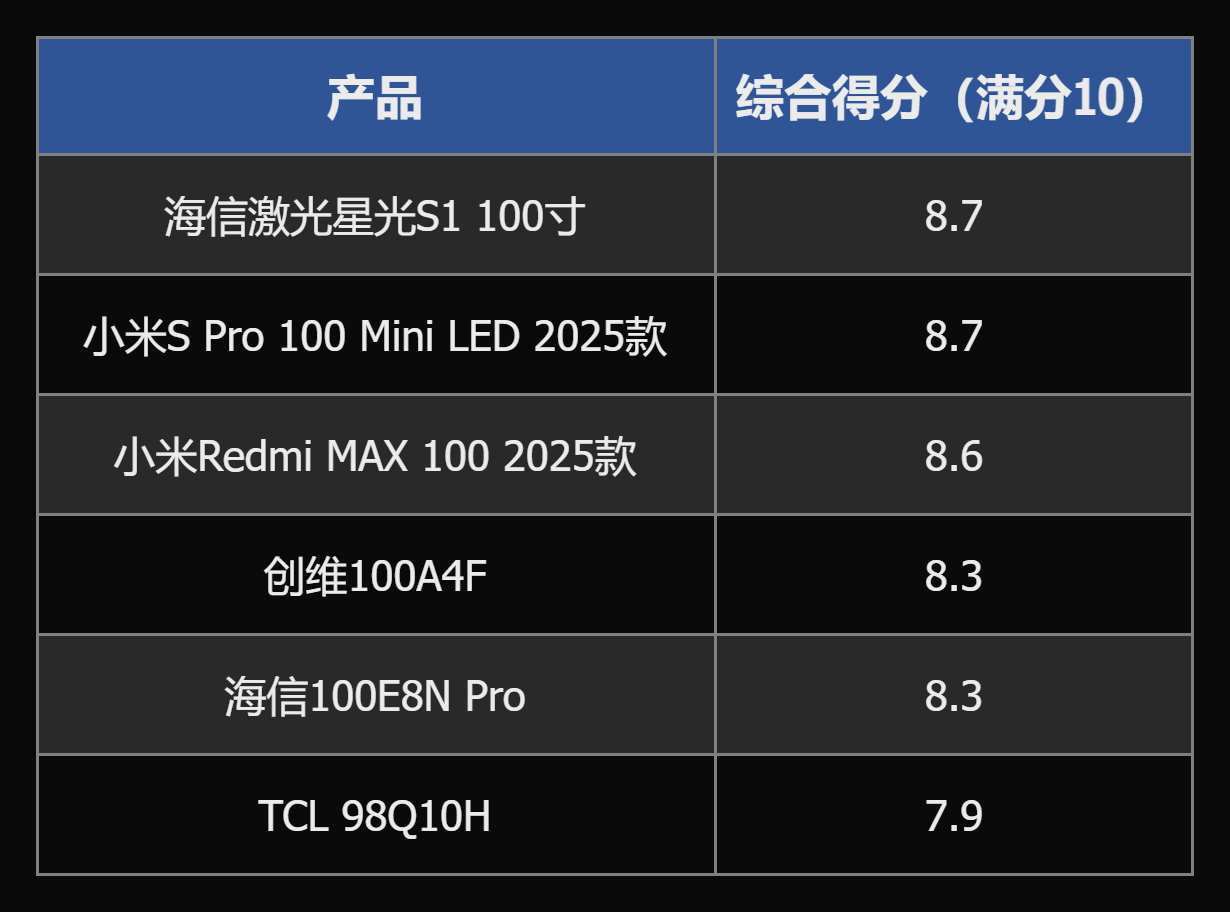 产品 综合得分（满分10）
海信激光星光S1 100寸 8.7
小米S Pro 100 Mini LED 2025款 8.7
小米Redmi MAX 100 2025款 8.6
创维100A4F 8.3
海信100E8N Pro 8.3
TCL 98Q10H 7.9